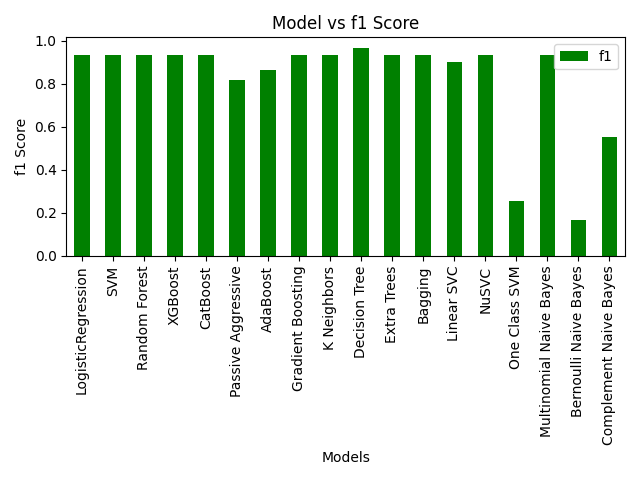 Model vs f1 Score
f1
f1 Score
1.0
0.8
0.6
0.4
0.2
0.0
LogisticRegression
SVM
Random Forest
XGBoost
CatBoost
Passive Aggressive
AdaBoost
Gradient Boosting
K Neighbors
Decision Tree
Extra Trees
Bagging
Linear SVC
NuSVC
One Class SVM
Multinomial Naive Bayes
Bernoulli Naive Bayes
Complement Naive Bayes
Models